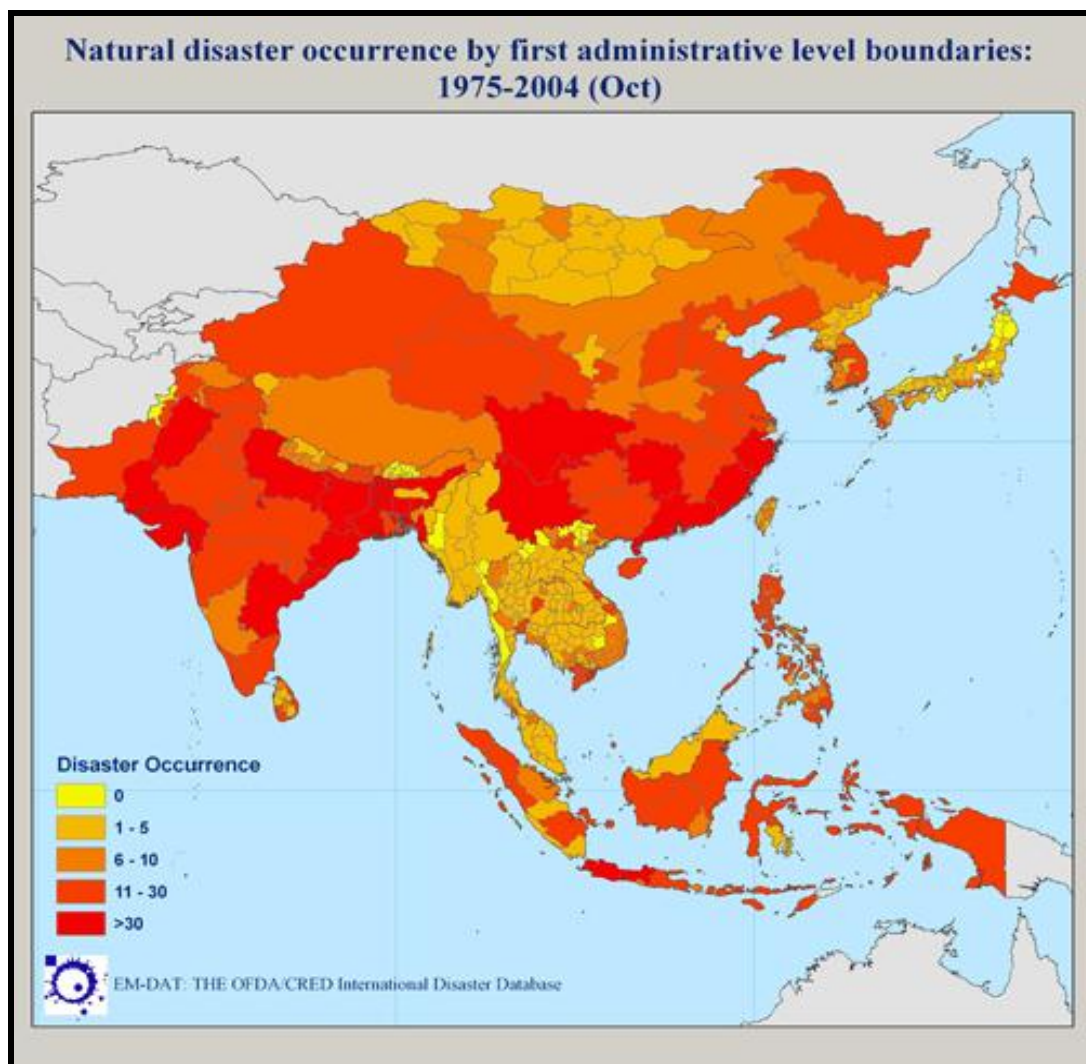 Natural disaster occurrence by first administrative level boundaries:
1975-2004 (Oct)
Disaster Occurrence
0
1 - 5
6 - 10
11 - 30
>30
EM-DAT: THE OFDA/CRED International Disaster Database